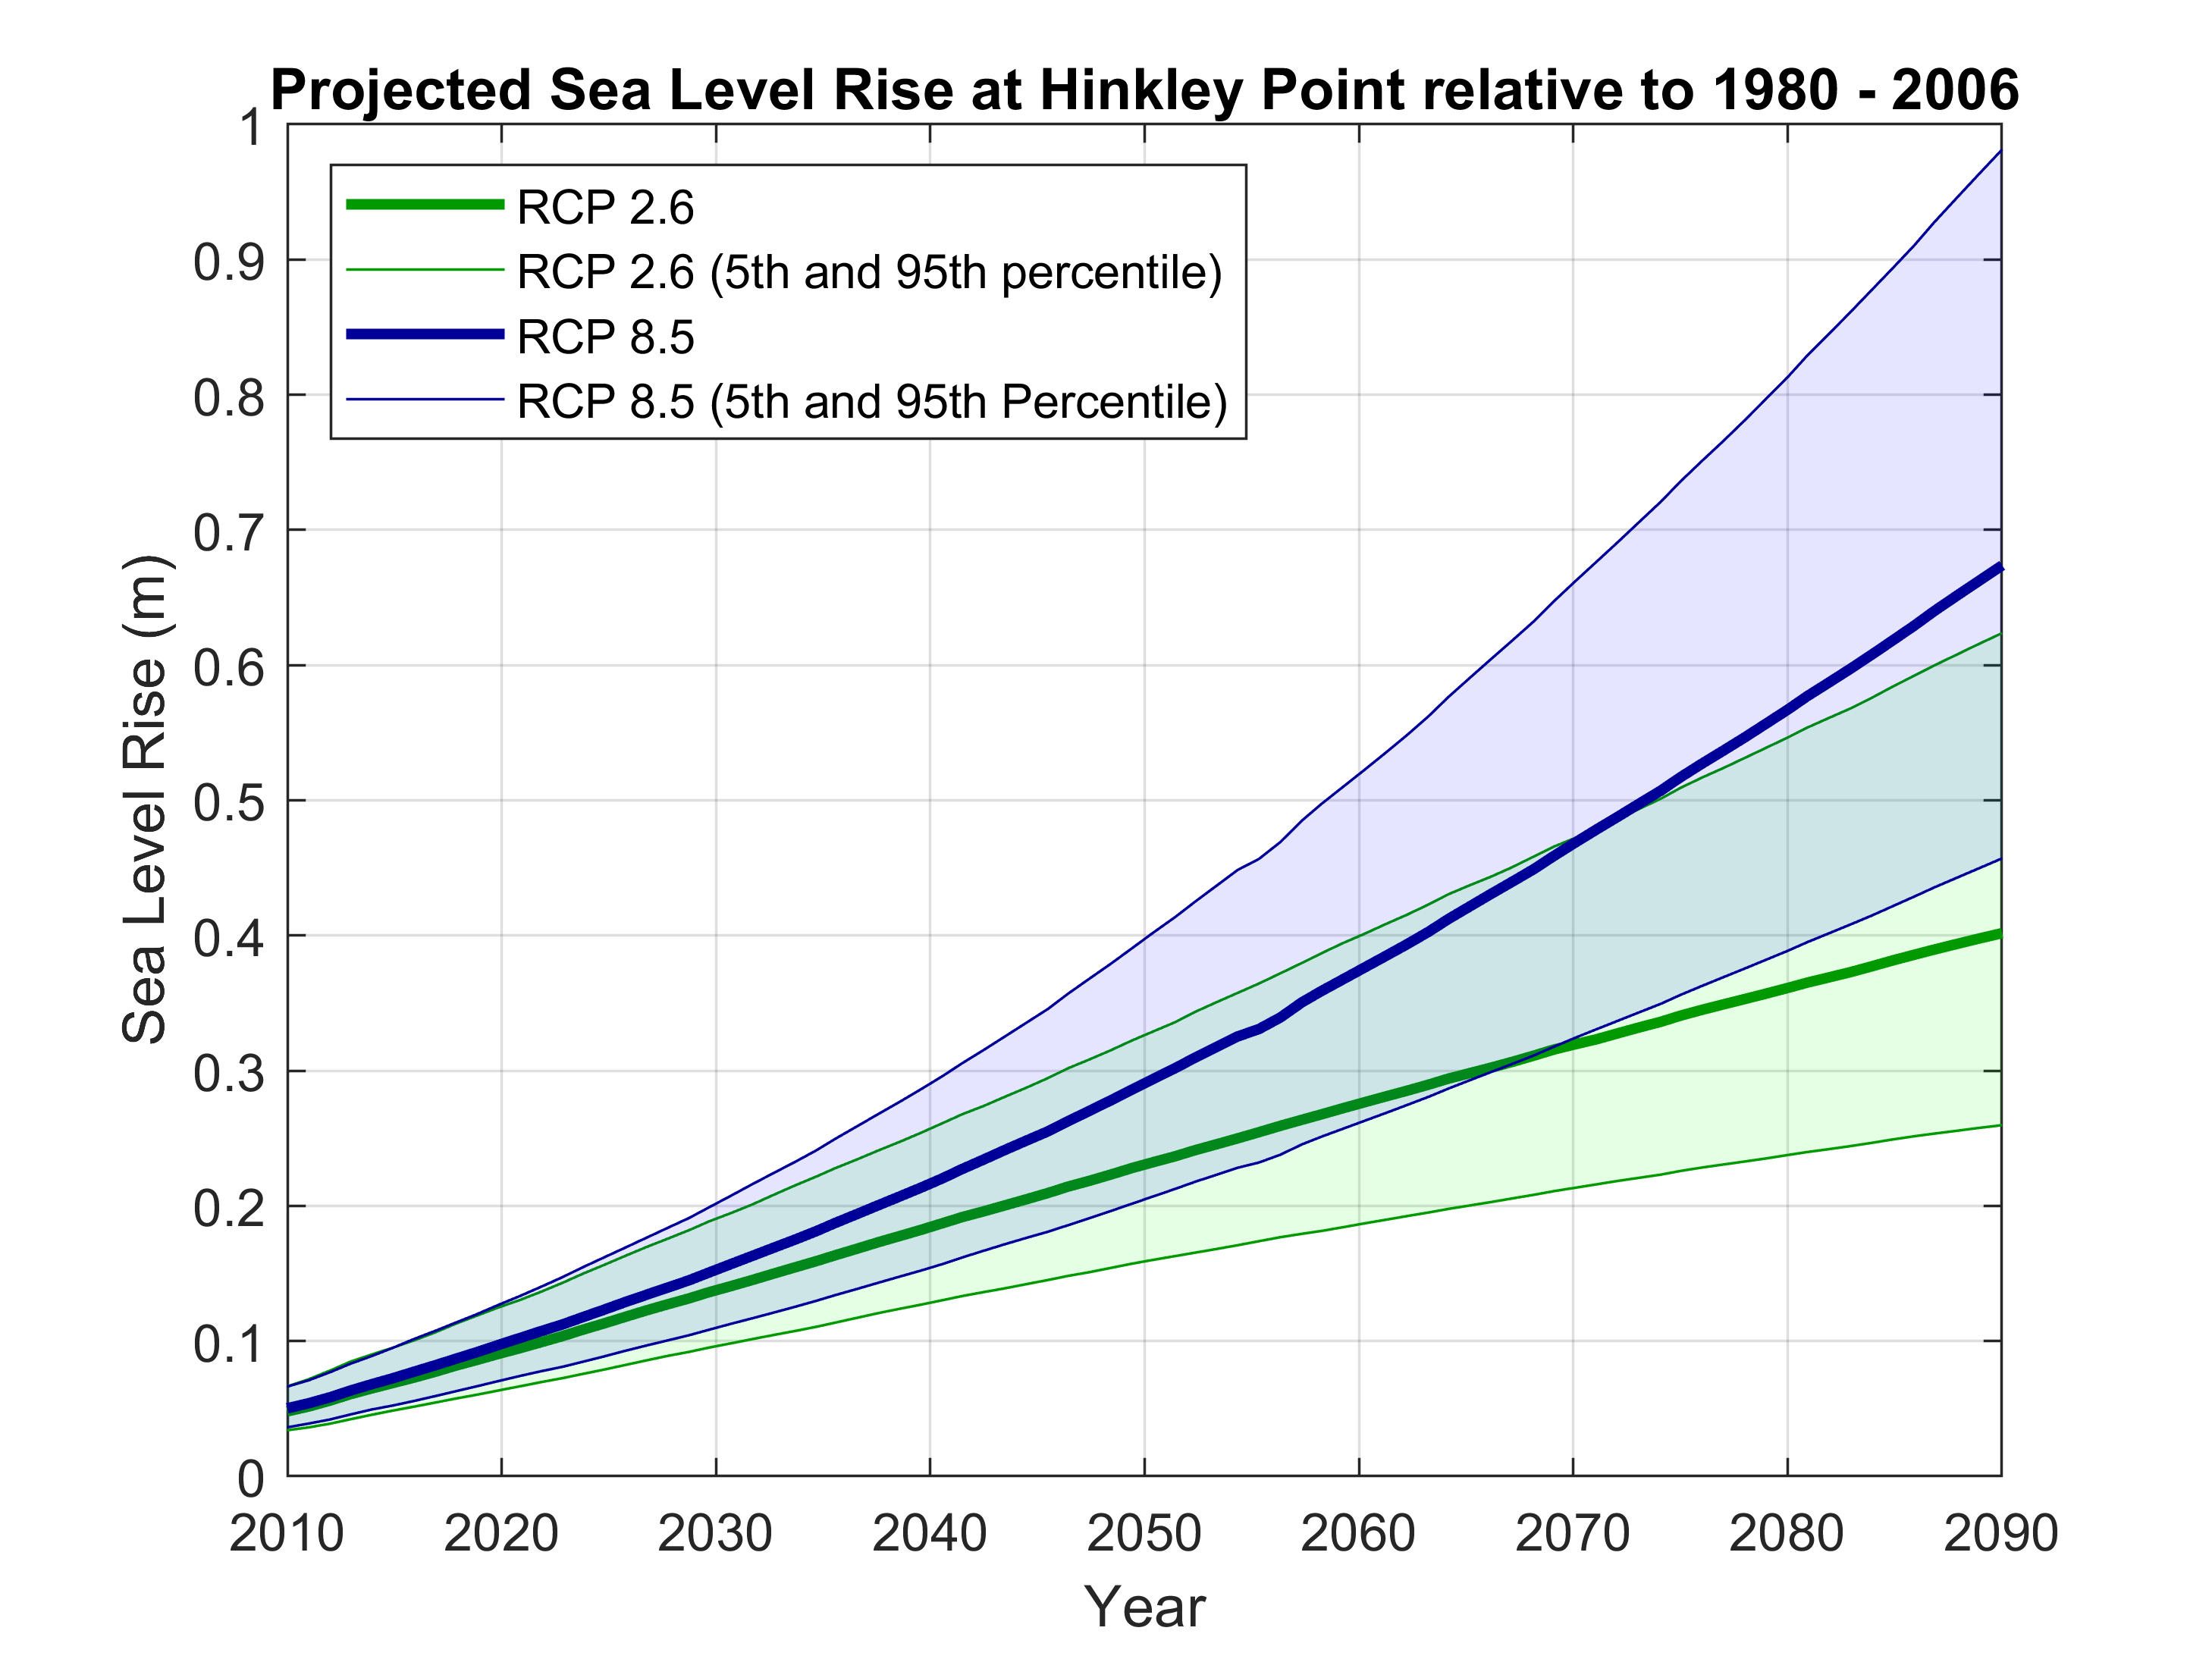 Projected Sea Level Rise at Hinkley Point relative to 1980 - 2006
RCP 2.6
RCP 2.6 (5th and 95th percentile)
RCP 8.5
RCP 8.5 (5th and 95th Percentile)
Sea Level Rise (m)
1
0.9
0.8
0.7
0.6
0.5
0.4
0.3
0.2
0.1
0
2010 2020 2030 2040 2050 2060 2070 2080 2090
Year